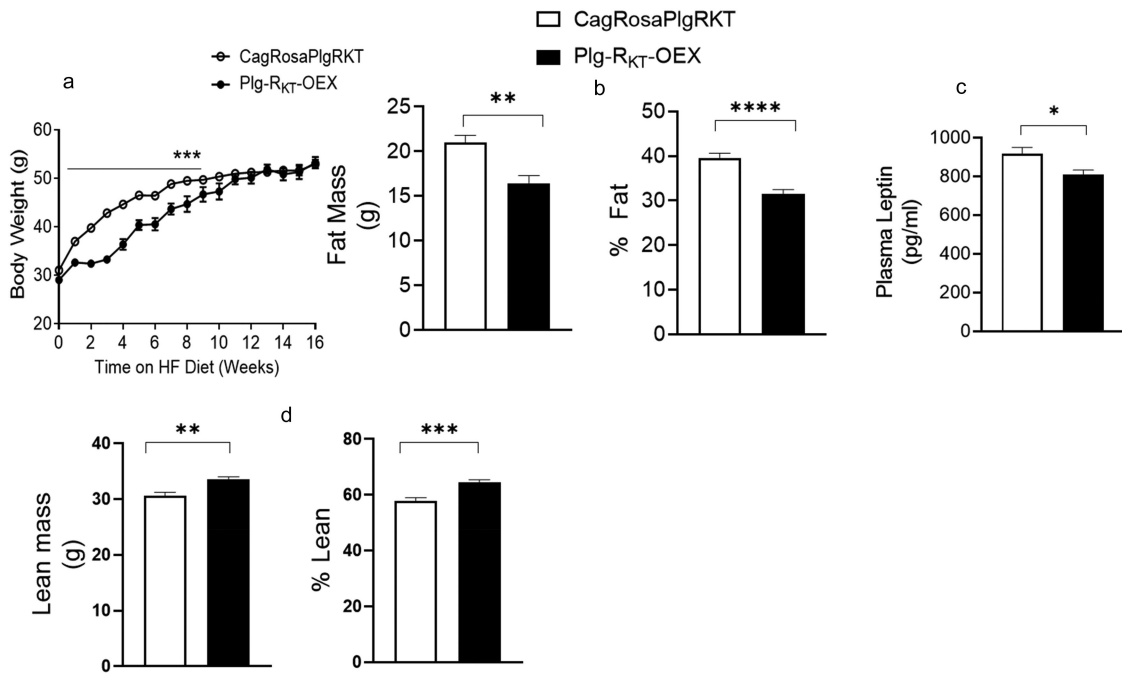 CagRosaPlgRKT
Plg-RKT-OEX
a
CagRosaPlgRKT
Plg-RKT-OEX
Body Weight (g)
60
50
40
30
20
***
0 2 4 6 8 10 12 14 16
Time on HF Diet (Weeks)
Fat Mass
(g)
25
20
15
10
5
0
**
b
% Fat
50
40
30
20
10
0
****
c
Plasma Leptin
(pg/ml)
1000
800
600
400
200
0
*
Lean mass
(g)
40
30
20
10
0
**
d
% Lean
80
60
40
20
0
***